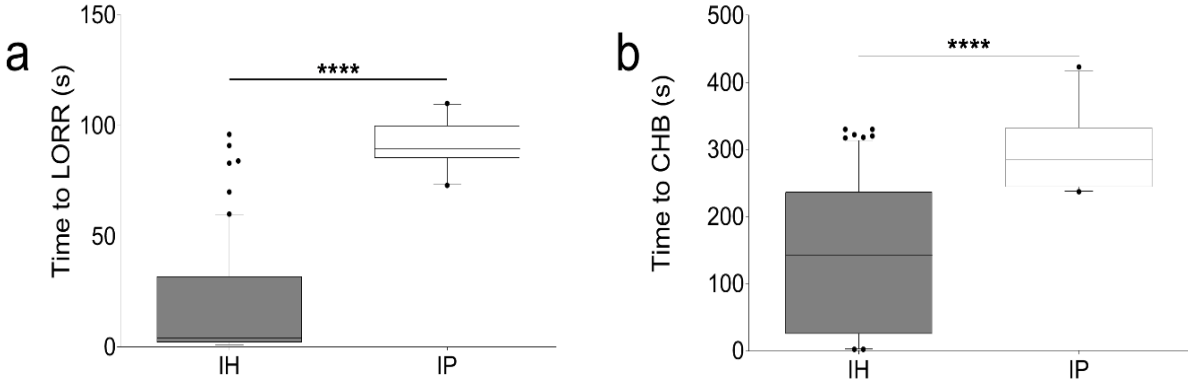 a
Time to LORR (s)
150
100
50
0
****
IH
IP
b
Time to CHB (s)
500
400
300
200
100
0
****
IH
IP